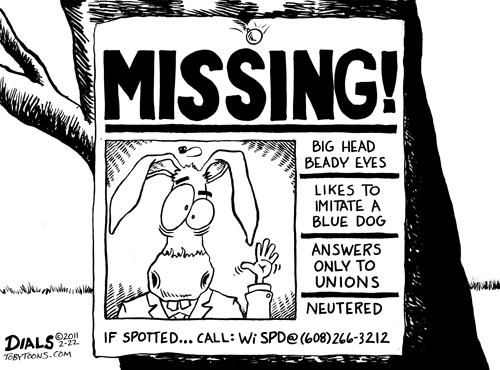 MISSING!
BIG HEAD
BEADY EYES
LIKES TO
IMITATE A
BLUE DOG
ANSWERS
ONLY TO
UNIONS
NEUTERED
IF SPOTTED... CALL: Wi SPD@(608)266-3212
DIALS ©2011
2-22
TOBYTOONS.COM